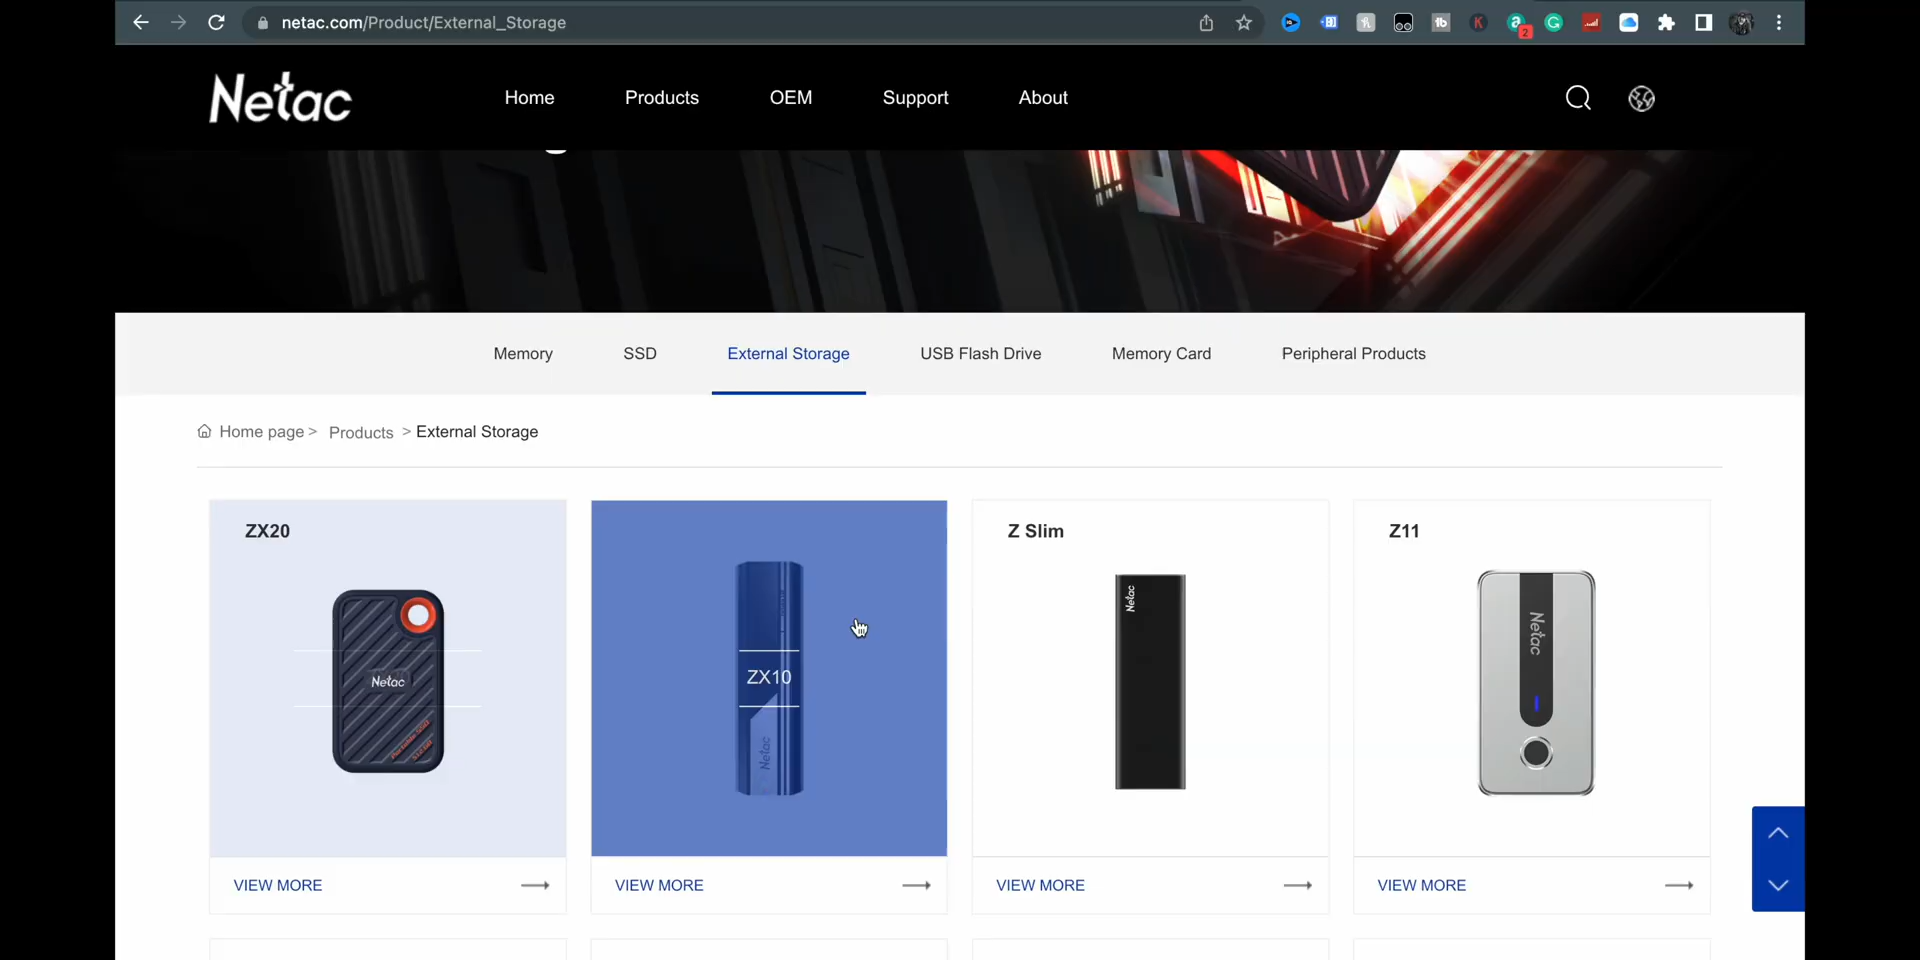 netac.com/Product/External_Storage
2
Netac
Home
Products
OEM
Support
About
Memory
SSD
External Storage
USB Flash Drive
Memory Card
Peripheral Products
Home page >
Products
> External Storage
ZX20
Netac
ZX10
Netac
Z Slim
Netac
Z11
Netac
VIEW MORE
VIEW MORE
VIEW MORE
VIEW MORE